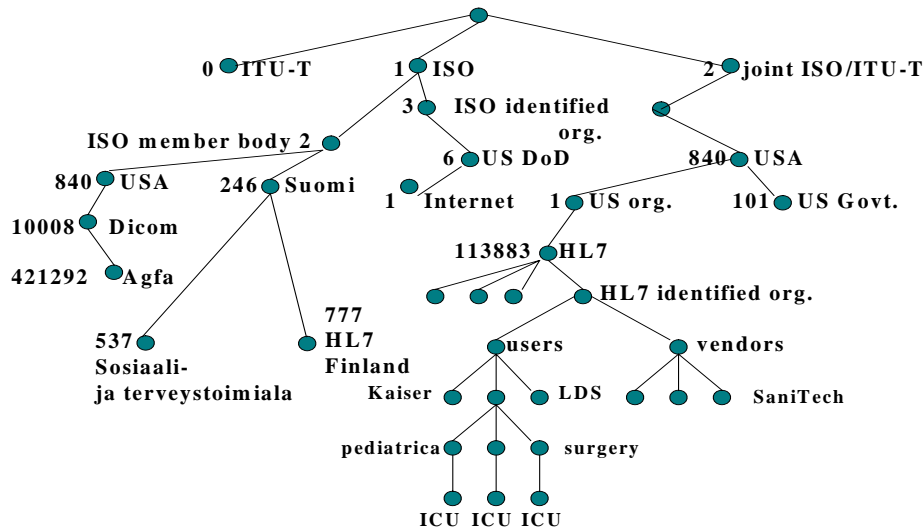 0 ITU-T 1 ISO 2 joint ISO/ITU-T
3 ISO identified
org.
ISO member body 2
6 US DoD 840 USA
840 USA 246 Suomi
1 Internet 1 US org. 101 US Govt.
10008 Dicom
113883 HL7
421292 Agfa
HL7 identified org.
777
537 HL7 users vendors
Sosiaali- Finland
ja terveystoimiala Kaiser LDS SaniTech
pediatrica surgery
ICU ICU ICU